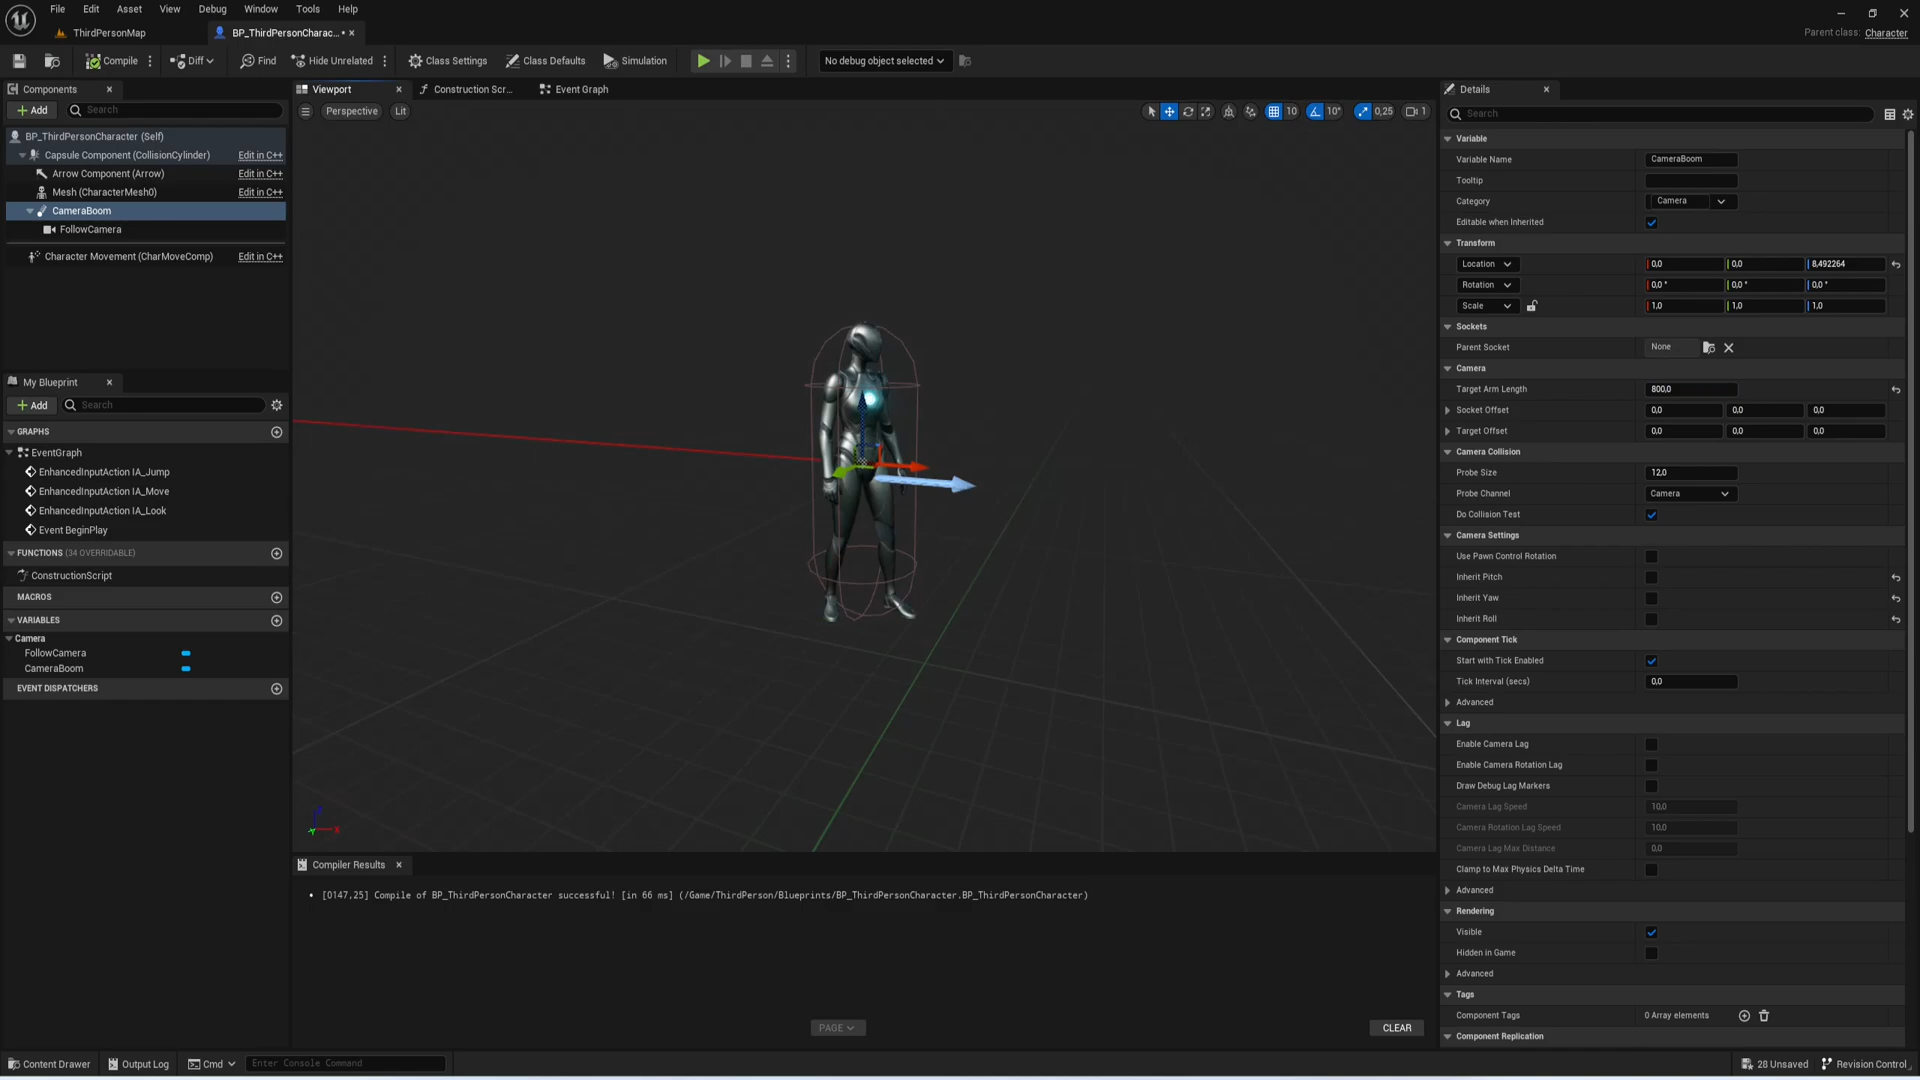 File Edit Asset View Debug Window Tools Help
ThirdPersonMap
BP_ThirdPersonCharac... •
Parent class: Character
Compile
Diff
Find
Hide Unrelated
Class Settings
Class Defaults
Simulation
No debug object selected
Components
Add
Search
BP_ThirdPersonCharacter (Self)
Capsule Component (CollisionCylinder) Edit in C++
Arrow Component (Arrow) Edit in C++
Mesh (CharacterMesh0) Edit in C++
CameraBoom
FollowCamera
Character Movement (CharMoveComp) Edit in C++
My Blueprint
Add
Search
GRAPHS
EventGraph
EnhancedInputAction IA_Jump
EnhancedInputAction IA_Move
EnhancedInputAction IA_Look
Event BeginPlay
FUNCTIONS (34 OVERRIDABLE)
ConstructionScript
MACROS
VARIABLES
Camera
FollowCamera
CameraBoom
EVENT DISPATCHERS
Viewport
Construction Scr...
Event Graph
Perspective
Lit
10
10°
0,25
1
X
Compiler Results
• [0147,25] Compile of BP_ThirdPersonCharacter successful! [in 66 ms] (/Game/ThirdPerson/Blueprints/BP_ThirdPersonCharacter.BP_ThirdPersonCharacter)
PAGE
CLEAR
Details
Search
Variable
Variable Name CameraBoom
Tooltip
Category Camera
Editable when Inherited
Transform
Location 0,0 0,0 8,492264
Rotation 0,0 ° 0,0 ° 0,0 °
Scale 1,0 1,0 1,0
Sockets
Parent Socket None
Camera
Target Arm Length 800,0
Socket Offset 0,0 0,0 0,0
Target Offset 0,0 0,0 0,0
Camera Collision
Probe Size 12,0
Probe Channel Camera
Do Collision Test
Camera Settings
Use Pawn Control Rotation
Inherit Pitch
Inherit Yaw
Inherit Roll
Component Tick
Start with Tick Enabled
Tick Interval (secs) 0,0
Advanced
Lag
Enable Camera Lag
Enable Camera Rotation Lag
Draw Debug Lag Markers
Camera Lag Speed 10,0
Camera Rotation Lag Speed 10,0
Camera Lag Max Distance 0,0
Clamp to Max Physics Delta Time
Advanced
Rendering
Visible
Hidden in Game
Advanced
Tags
Component Tags 0 Array elements
Component Replication
Content Drawer
Output Log
Cmd
Enter Console Command
28 Unsaved
Revision Control